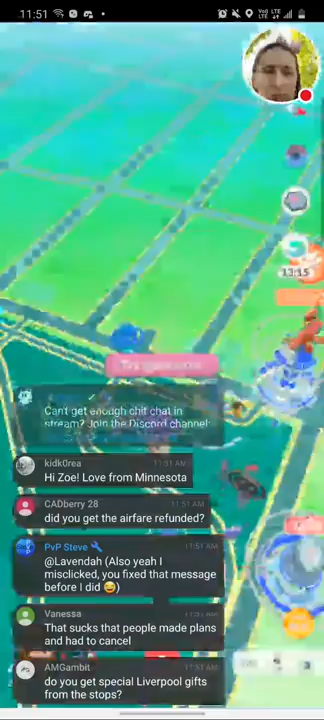 11:51
13:15
Can't get enough chit chat in
stream? Join the Discord channel:
kidk0rea 11:51 AM
Hi Zoe! Love from Minnesota
CADberry 28 11:51 AM
did you get the airfare refunded?
PvP Steve 11:51 AM
@Lavendah (Also yeah I
misclicked, you fixed that message
before I did 😂)
Vanessa 11:51 AM
That sucks that people made plans
and had to cancel
AMGambit 11:51 AM
do you get special Liverpool gifts
from the stops?